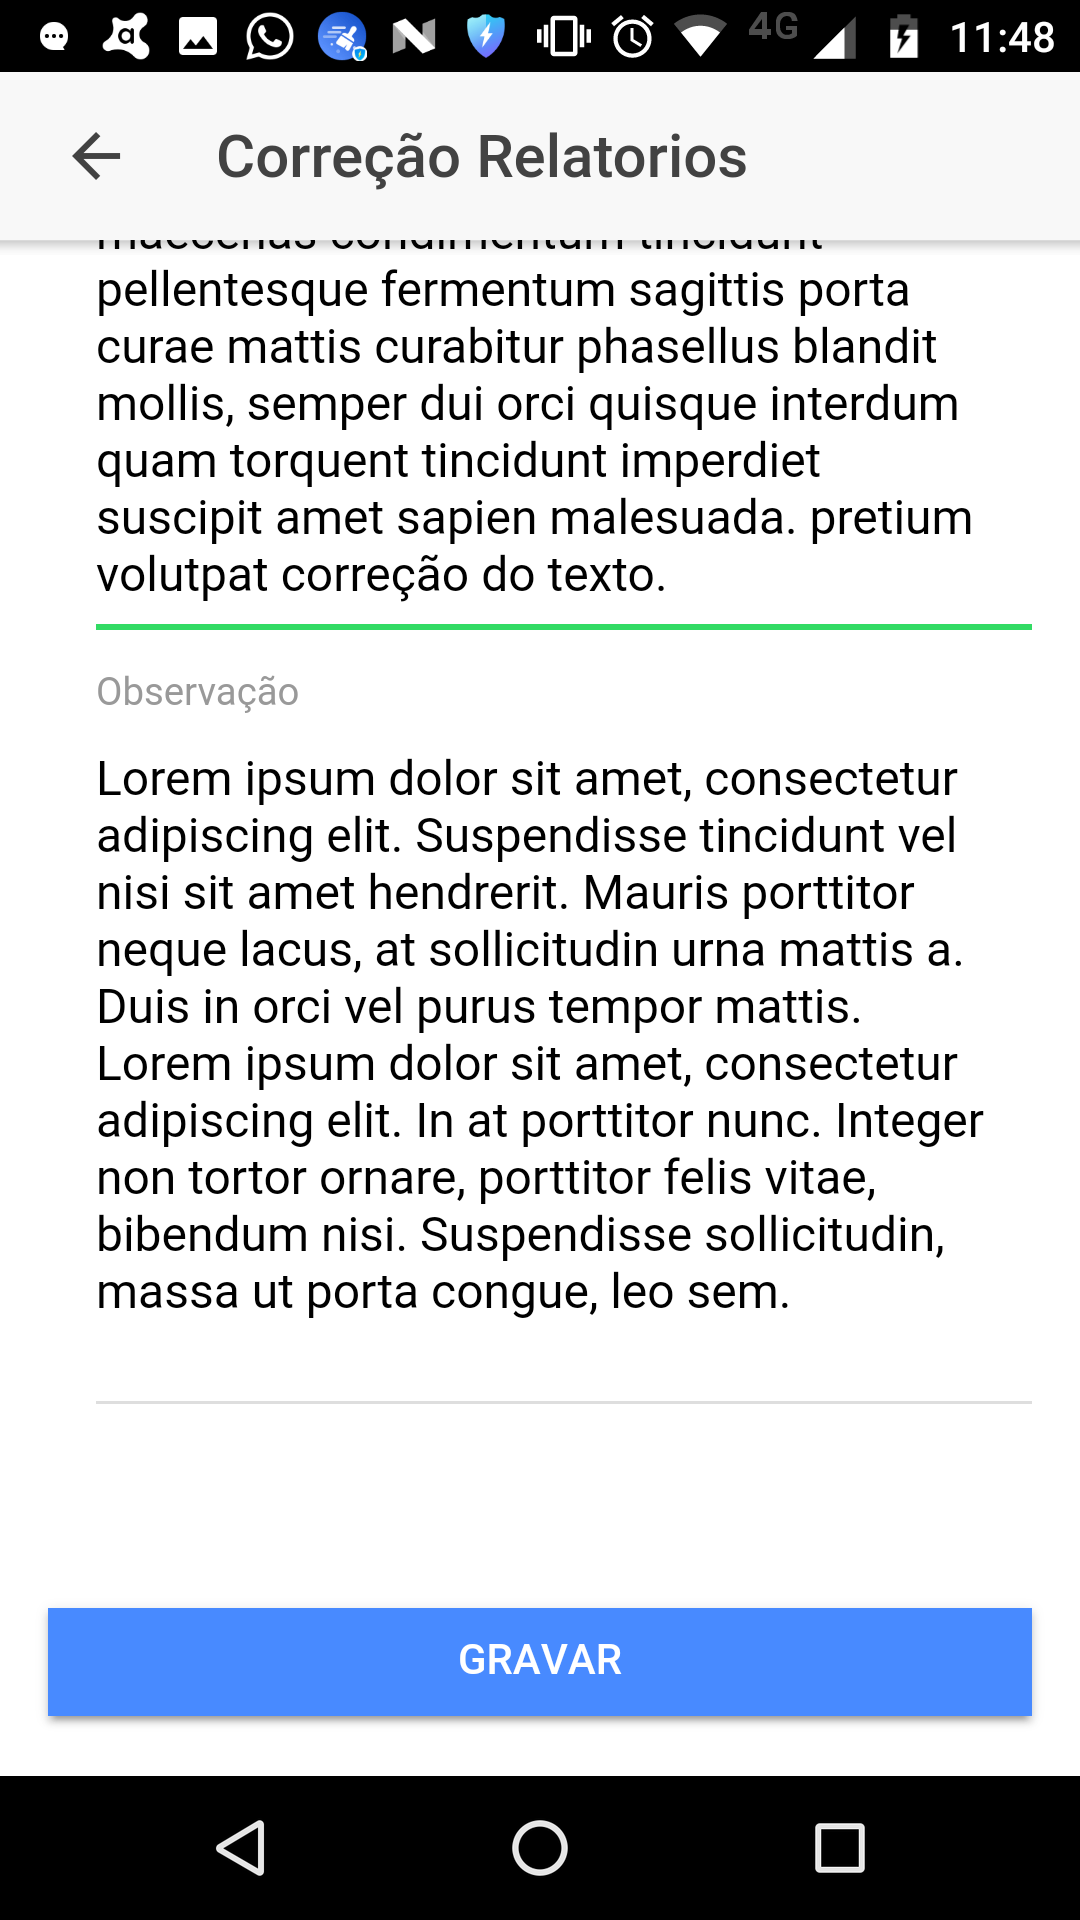 4G 11:48
Correção Relatorios
maecenas condimentum tincidunt
pellentesque fermentum sagittis porta
curae mattis curabitur phasellus blandit
mollis, semper dui orci quisque interdum
quam torquent tincidunt imperdiet
suscipit amet sapien malesuada. pretium
volutpat correção do texto.
Observação
Lorem ipsum dolor sit amet, consectetur
adipiscing elit. Suspendisse tincidunt vel
nisi sit amet hendrerit. Mauris porttitor
neque lacus, at sollicitudin urna mattis a.
Duis in orci vel purus tempor mattis.
Lorem ipsum dolor sit amet, consectetur
adipiscing elit. In at porttitor nunc. Integer
non tortor ornare, porttitor felis vitae,
bibendum nisi. Suspendisse sollicitudin,
massa ut porta congue, leo sem.
GRAVAR